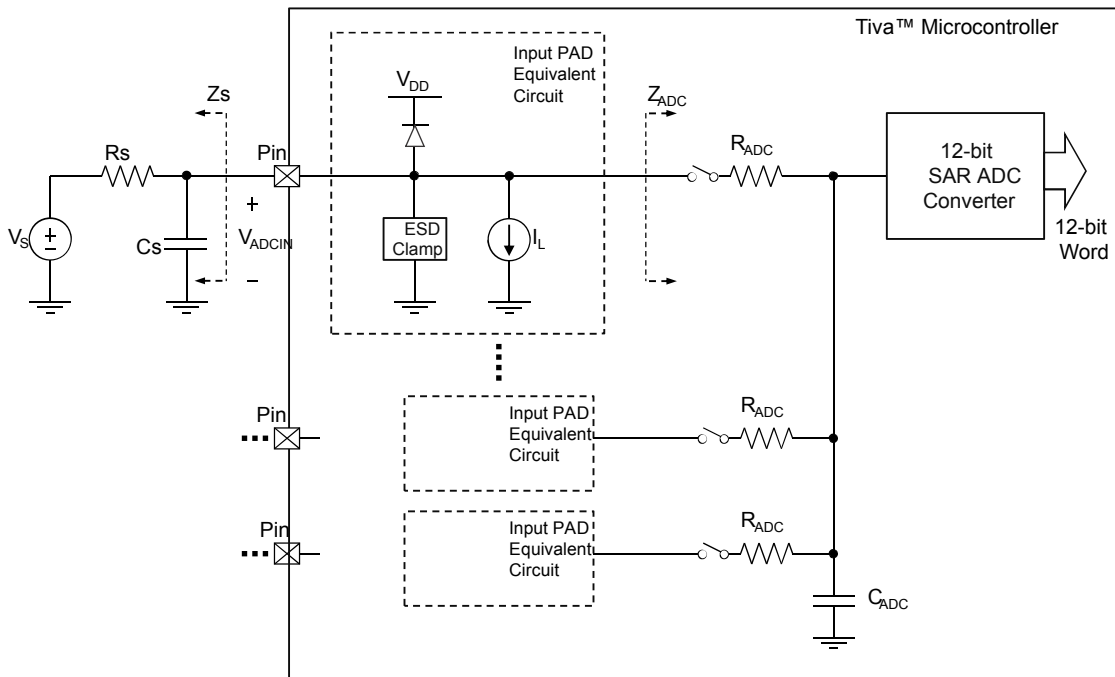 Tiva™ Microcontroller
Input PAD
Equivalent
Circuit
VDD
Zs
ZADC
Rs
Pin
RADC
12-bit
SAR ADC
Converter
VS
Cs
+
VADCIN
−
ESD
Clamp
IL
12-bit
Word
Pin
Input PAD
Equivalent
Circuit
RADC
Pin
Input PAD
Equivalent
Circuit
RADC
CADC